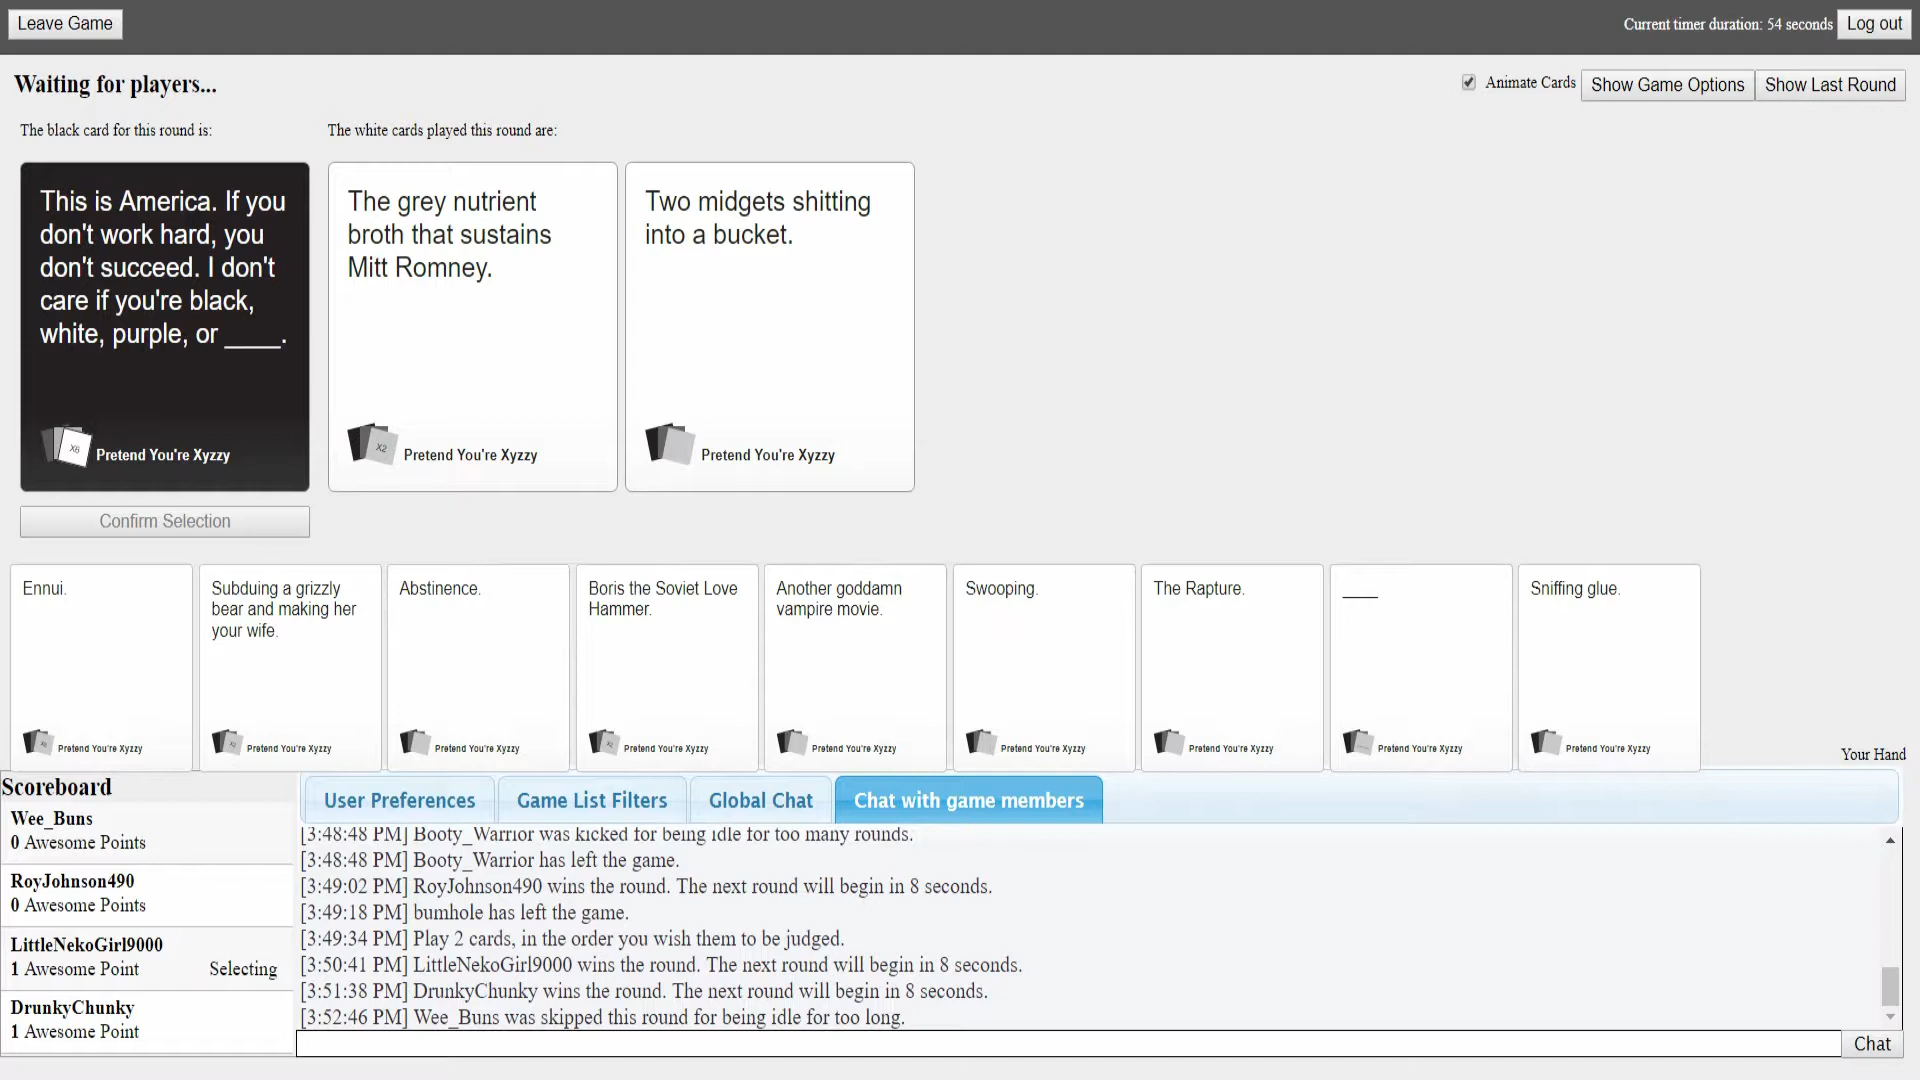 Leave Game
Current timer duration: 54 seconds
Log out
Waiting for players...
Animate Cards
Show Game Options
Show Last Round
The black card for this round is:
The white cards played this round are:
This is America. If you
don't work hard, you
don't succeed. I don't
care if you're black,
white, purple, or ____.
X6
Pretend You're Xyzzy
The grey nutrient
broth that sustains
Mitt Romney.
X2
Pretend You're Xyzzy
Two midgets shitting
into a bucket.
Pretend You're Xyzzy
Confirm Selection
Ennui.
Pretend You're Xyzzy
Subduing a grizzly
bear and making her
your wife.
Pretend You're Xyzzy
Abstinence.
Pretend You're Xyzzy
Boris the Soviet Love
Hammer.
Pretend You're Xyzzy
Another goddamn
vampire movie.
Pretend You're Xyzzy
Swooping.
Pretend You're Xyzzy
The Rapture.
Pretend You're Xyzzy
____
Pretend You're Xyzzy
Sniffing glue.
Pretend You're Xyzzy
Your Hand
Scoreboard
Wee_Buns
0 Awesome Points
RoyJohnson490
0 Awesome Points
LittleNekoGirl9000
1 Awesome Point
Selecting
DrunkyChunky
1 Awesome Point
User Preferences
Game List Filters
Global Chat
Chat with game members
[3:48:48 PM] Booty_Warrior was kicked for being idle for too many rounds.
[3:48:48 PM] Booty_Warrior has left the game.
[3:49:02 PM] RoyJohnson490 wins the round. The next round will begin in 8 seconds.
[3:49:18 PM] bumhole has left the game.
[3:49:34 PM] Play 2 cards, in the order you wish them to be judged.
[3:50:41 PM] LittleNekoGirl9000 wins the round. The next round will begin in 8 seconds.
[3:51:38 PM] DrunkyChunky wins the round. The next round will begin in 8 seconds.
[3:52:46 PM] Wee_Buns was skipped this round for being idle for too long.
Chat